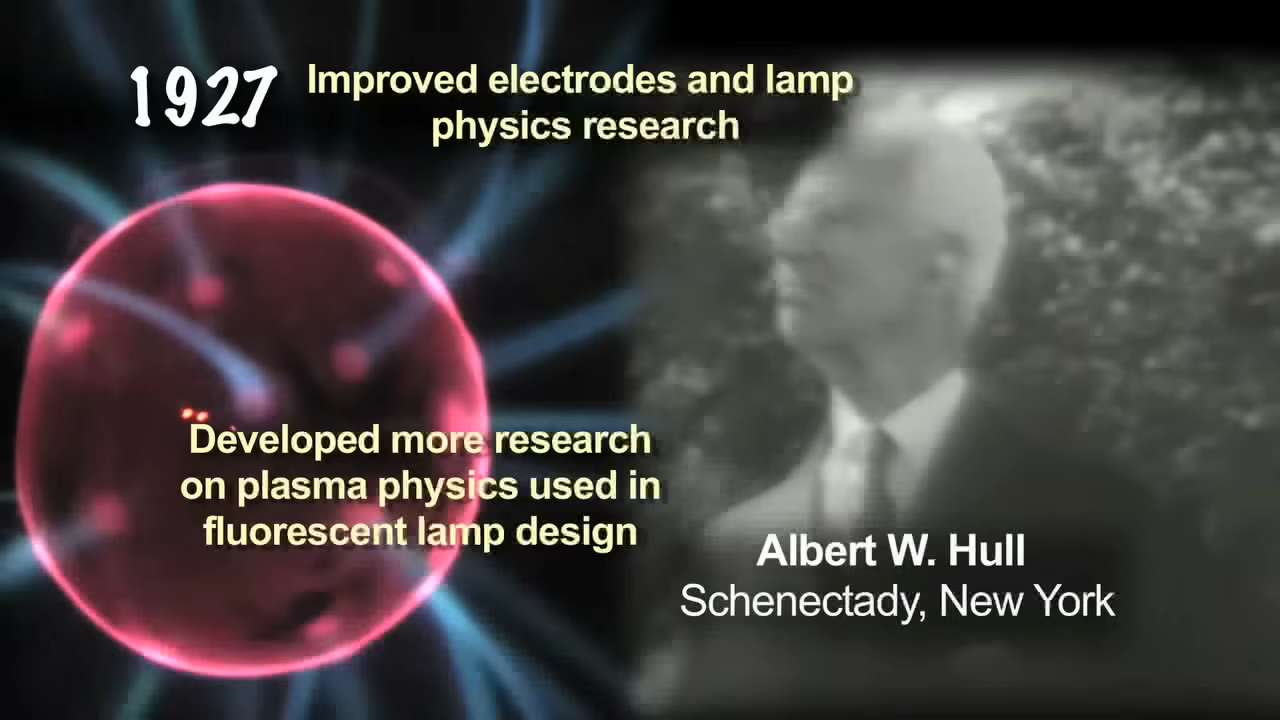 1927
Improved electrodes and lamp
physics research
Developed more research
on plasma physics used in
fluorescent lamp design
Albert W. Hull
Schenectady, New York